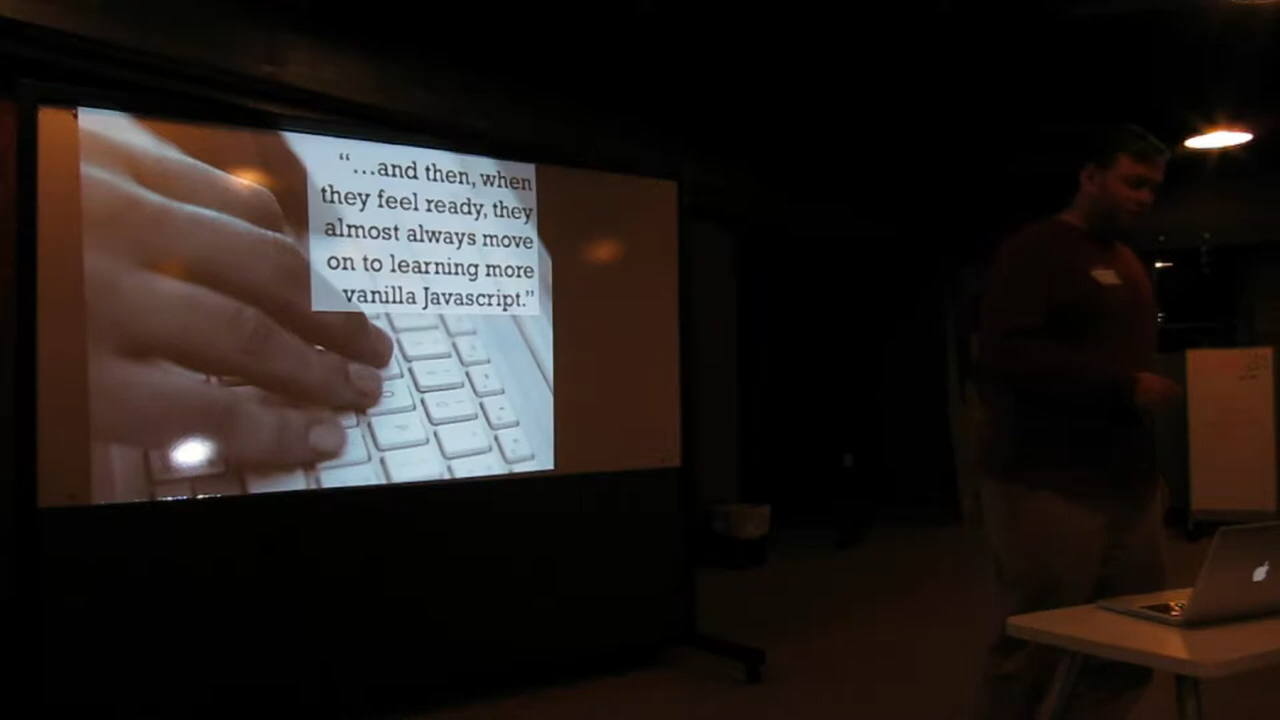 “…and then, when
they feel ready, they
almost always move
on to learning more
vanilla Javascript.”